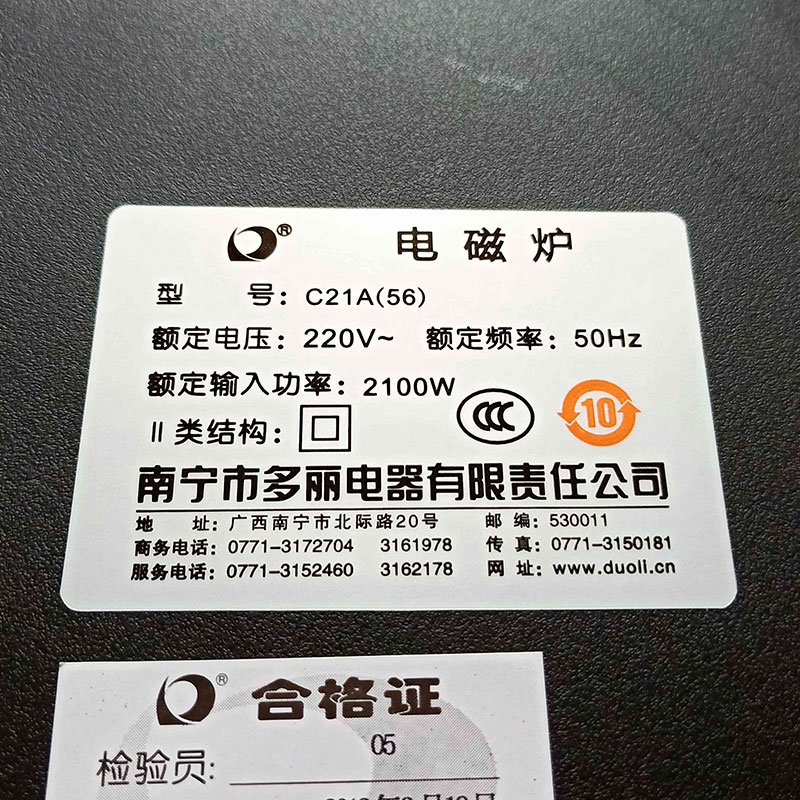 ® 电磁炉
型 号：C21A(56)
额定电压：220V~ 额定频率：50Hz
额定输入功率：2100W
II类结构：
CCC 10
南宁市多丽电器有限责任公司
地 址：广西南宁市北际路20号 邮 编：530011
商务电话：0771-3172704 3161978 传 真：0771-3150181
服务电话：0771-3152460 3162178 网 址：www.duoli.cn
® 合格证
检验员：05